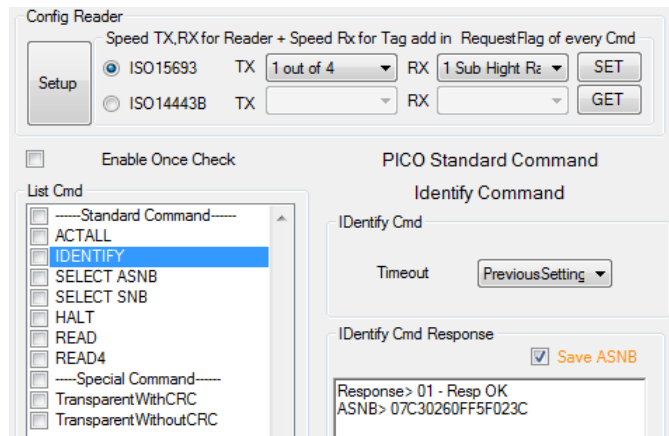 Config Reader
Speed TX,RX for Reader + Speed Rx for Tag add in RequestFlag of every Cmd
Setup
ISO15693 TX 1 out of 4 RX 1 Sub Hight Ra SET
ISO14443B TX RX GET
Enable Once Check
PICO Standard Command
Identify Command
List Cmd
------Standard Command------
ACTALL
IDENTIFY
SELECT ASNB
SELECT SNB
HALT
READ
READ4
-----Special Command------
TransparentWithCRC
TransparentWithoutCRC
IDentify Cmd
Timeout PreviousSetting
IDentify Cmd Response
Save ASNB
Response> 01 - Resp OK
ASNB> 07C30260FF5F023C